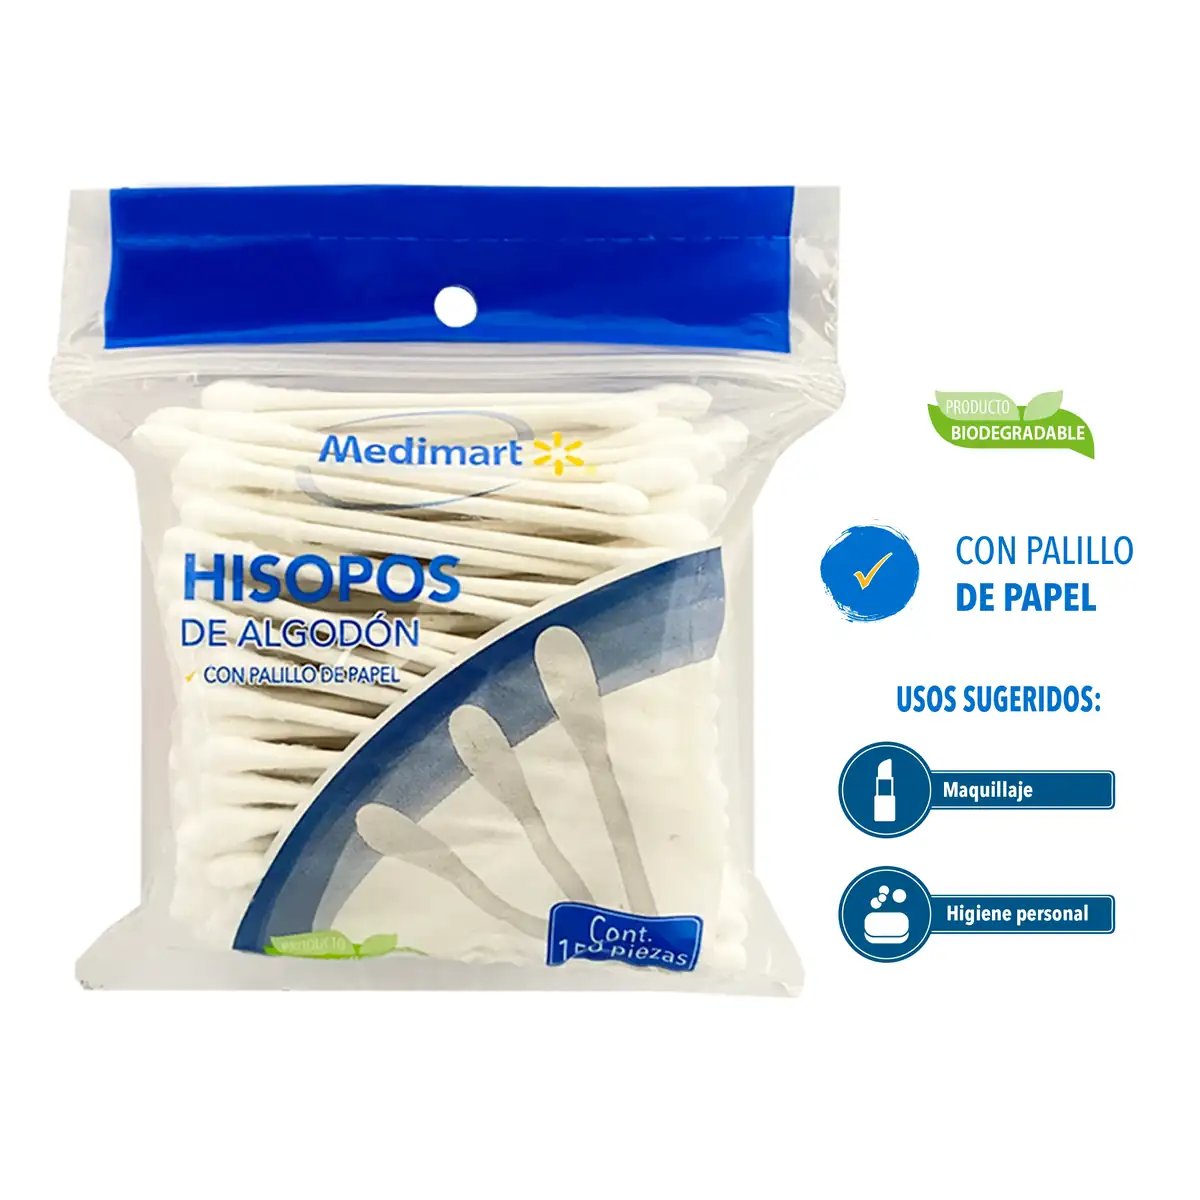 Medimart
HISOPOS
DE ALGODÓN
CON PALILLO DE PAPEL
Cont.
piezas
PRODUCTO
BIODEGRADABLE
CON PALILLO
DE PAPEL
USOS SUGERIDOS:
Maquillaje
Higiene personal